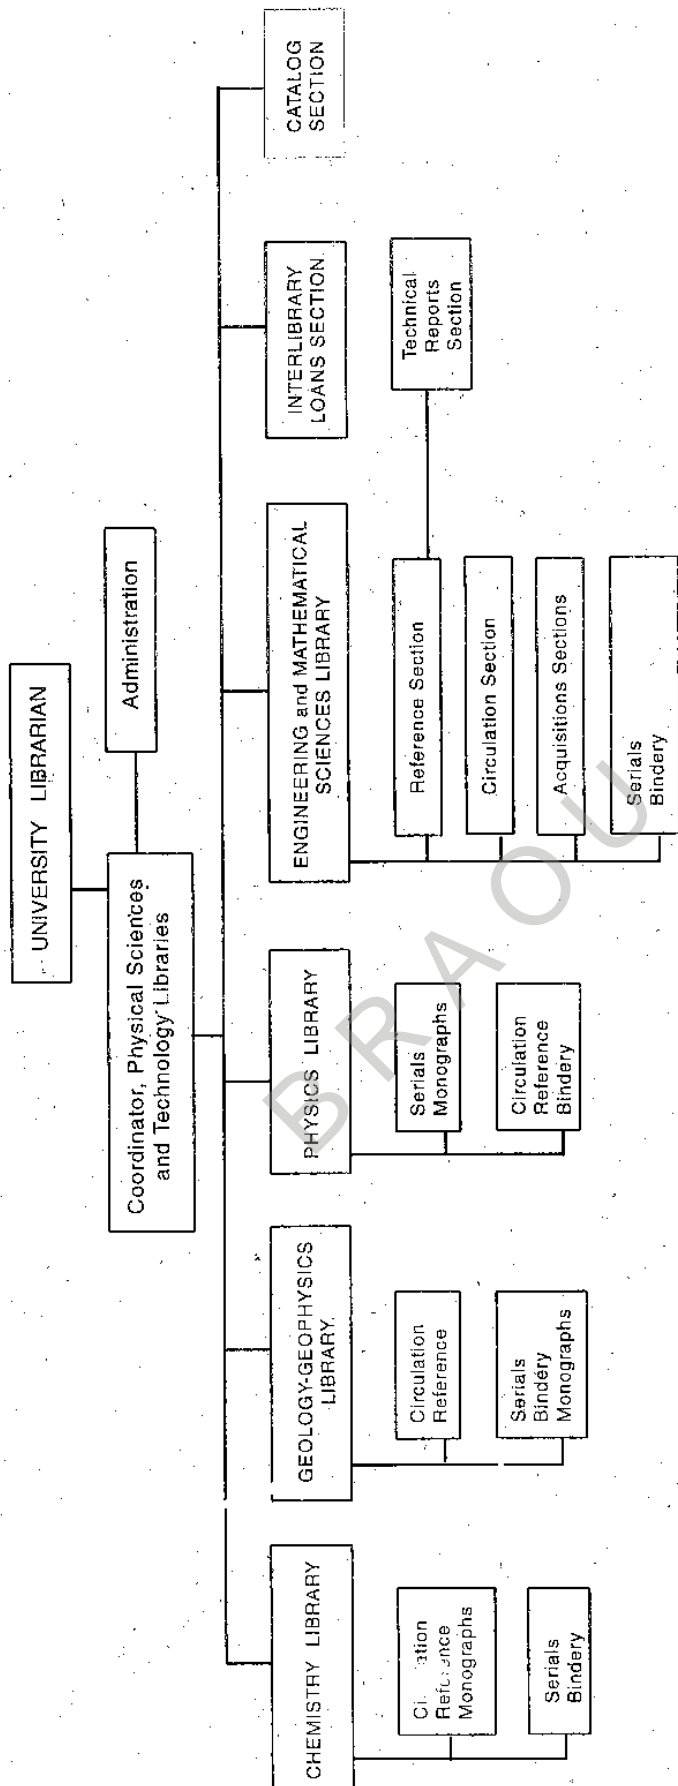 UNIVERSITY LIBRARIAN
Coordinator, Physical Sciences
and Technology Libraries
Administration
CHEMISTRY LIBRARY
GEOLOGY-GEOPHYSICS
LIBRARY.
PHYSICS LIBRARY
ENGINEERING and MATHEMATICAL
SCIENCES LIBRARY
INTERLIBRARY
LOANS SECTION
CATALOG
SECTION
Monographs
Serials
Bindery
Circulation
Reference
Serials
Bindery
Monographs
Serials
Monographs
Circulation
Reference
Bindery
Reference Section
Circulation Section
Acquisitions Sections
Serials
Bindery
Technical
Reports
Section
BRAOU